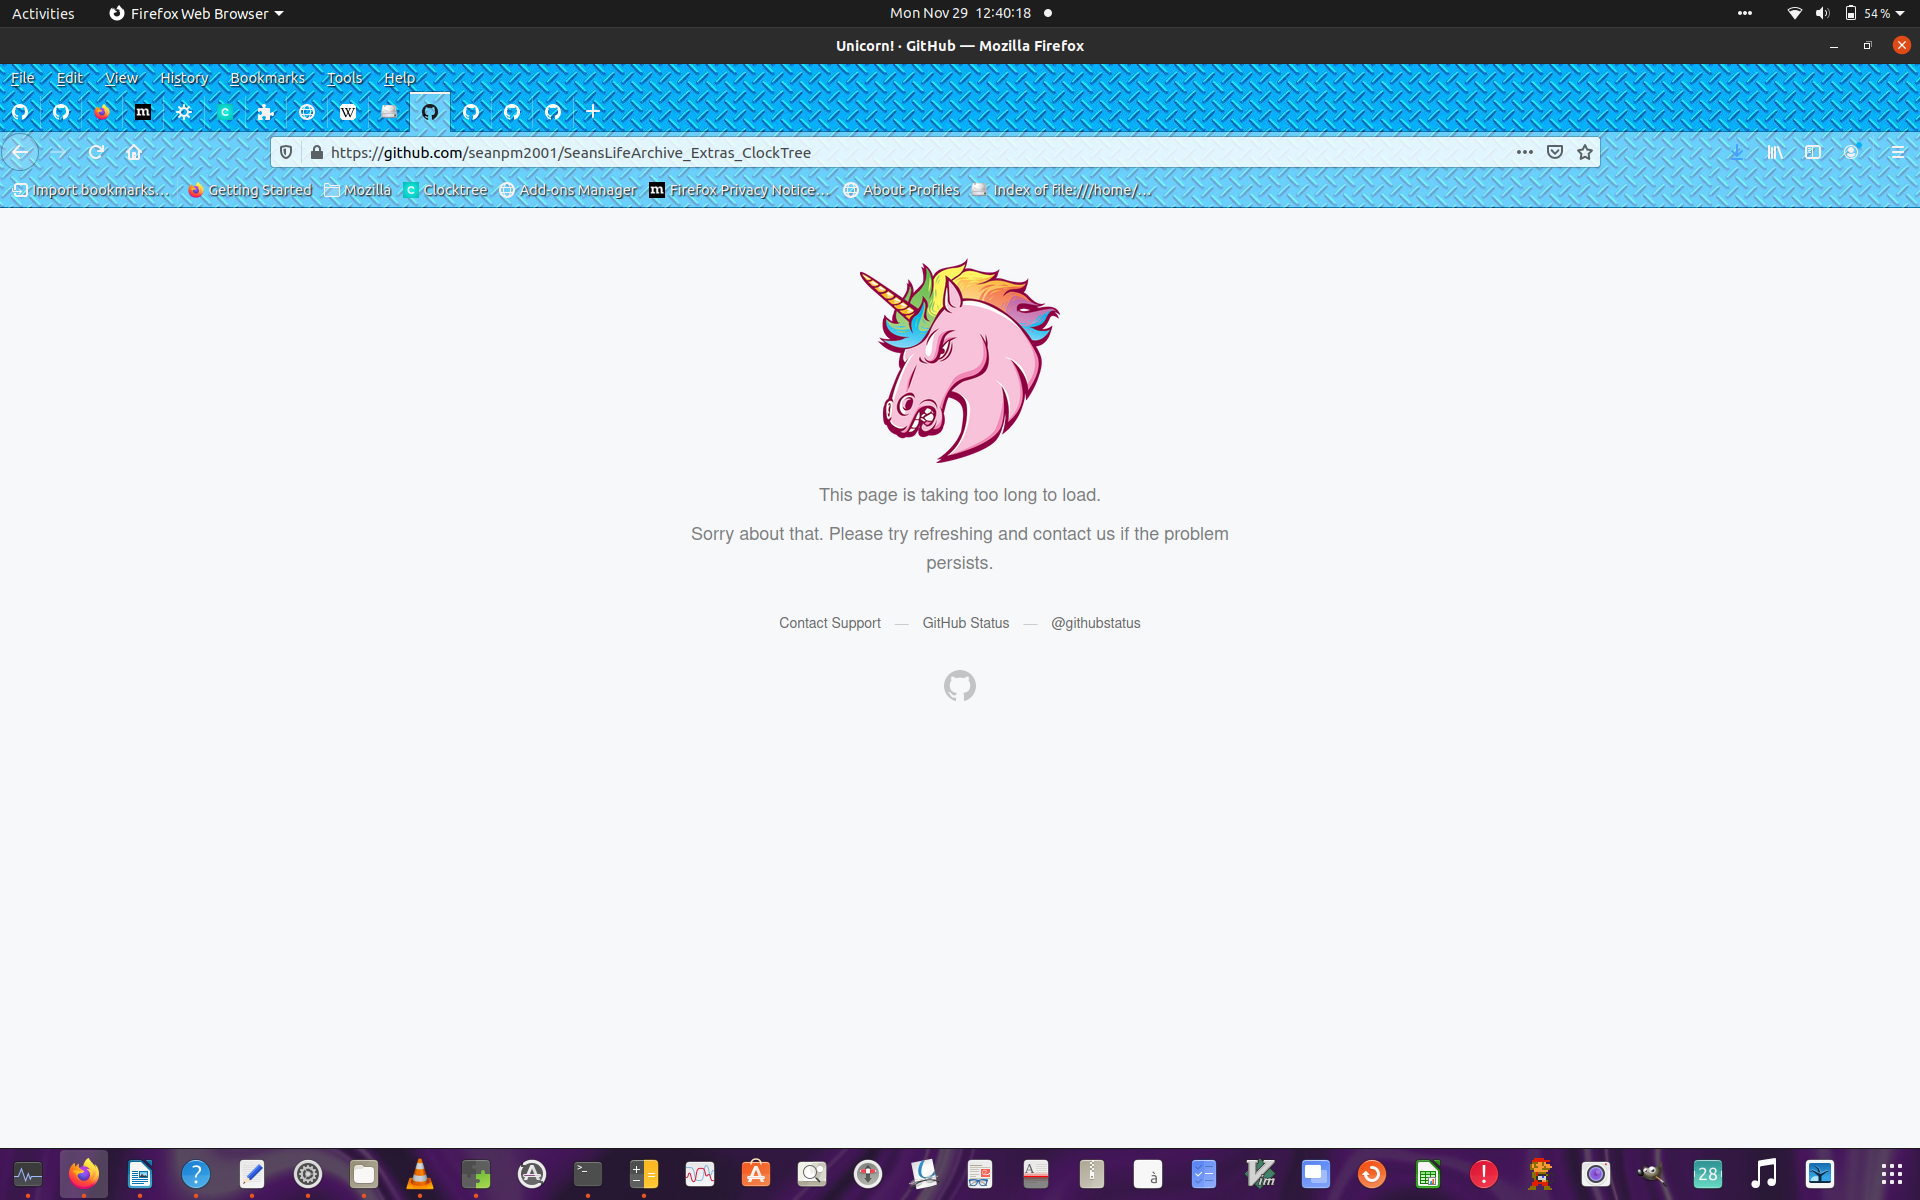 Activities
Firefox Web Browser
Mon Nov 29 12:40:18
54 %
Unicorn! · GitHub — Mozilla Firefox
File Edit View History Bookmarks Tools Help
https://github.com/seanpm2001/SeansLifeArchive_Extras_ClockTree
Import bookmarks… Getting Started Mozilla Clocktree Add-ons Manager Firefox Privacy Notice… About Profiles Index of file:///home/…
This page is taking too long to load.
Sorry about that. Please try refreshing and contact us if the problem
persists.
Contact Support — GitHub Status — @githubstatus
28